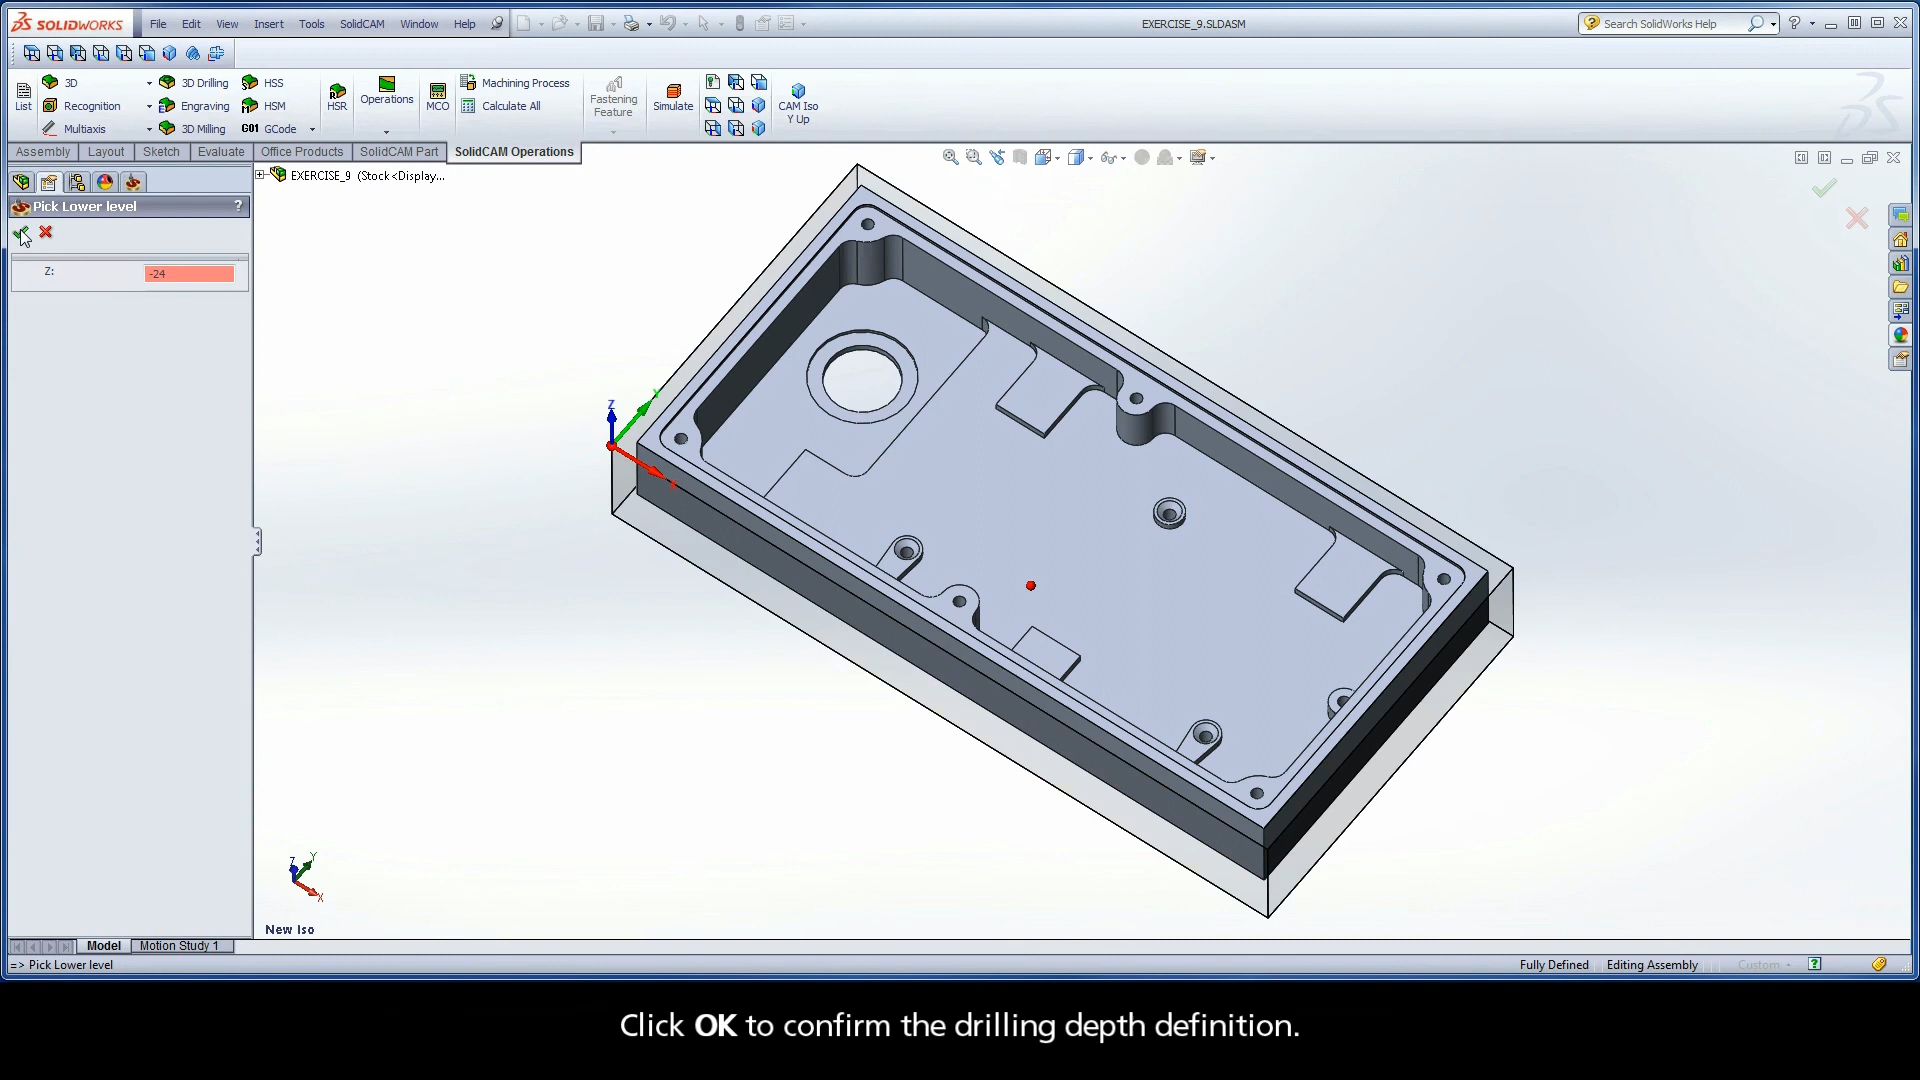 SOLIDWORKS
File Edit View Insert Tools SolidCAM Window Help
EXERCISE_9.SLDASM
Search SolidWorks Help
List
3D
Recognition
Multiaxis
3D Drilling
Engraving
3D Milling
HSS
HSM
G01 GCode
HSR
Operations
MCO
Machining Process
Calculate All
Fastening
Feature
Simulate
CAM Iso
Y Up
Assembly Layout Sketch Evaluate Office Products SolidCAM Part SolidCAM Operations
EXERCISE_9 (Stock<Display...
Pick Lower level ?
Z: -24
Z
Z Y
X
New Iso
Model Motion Study 1
=> Pick Lower level
Fully Defined Editing Assembly Custom
Click OK to confirm the drilling depth definition.